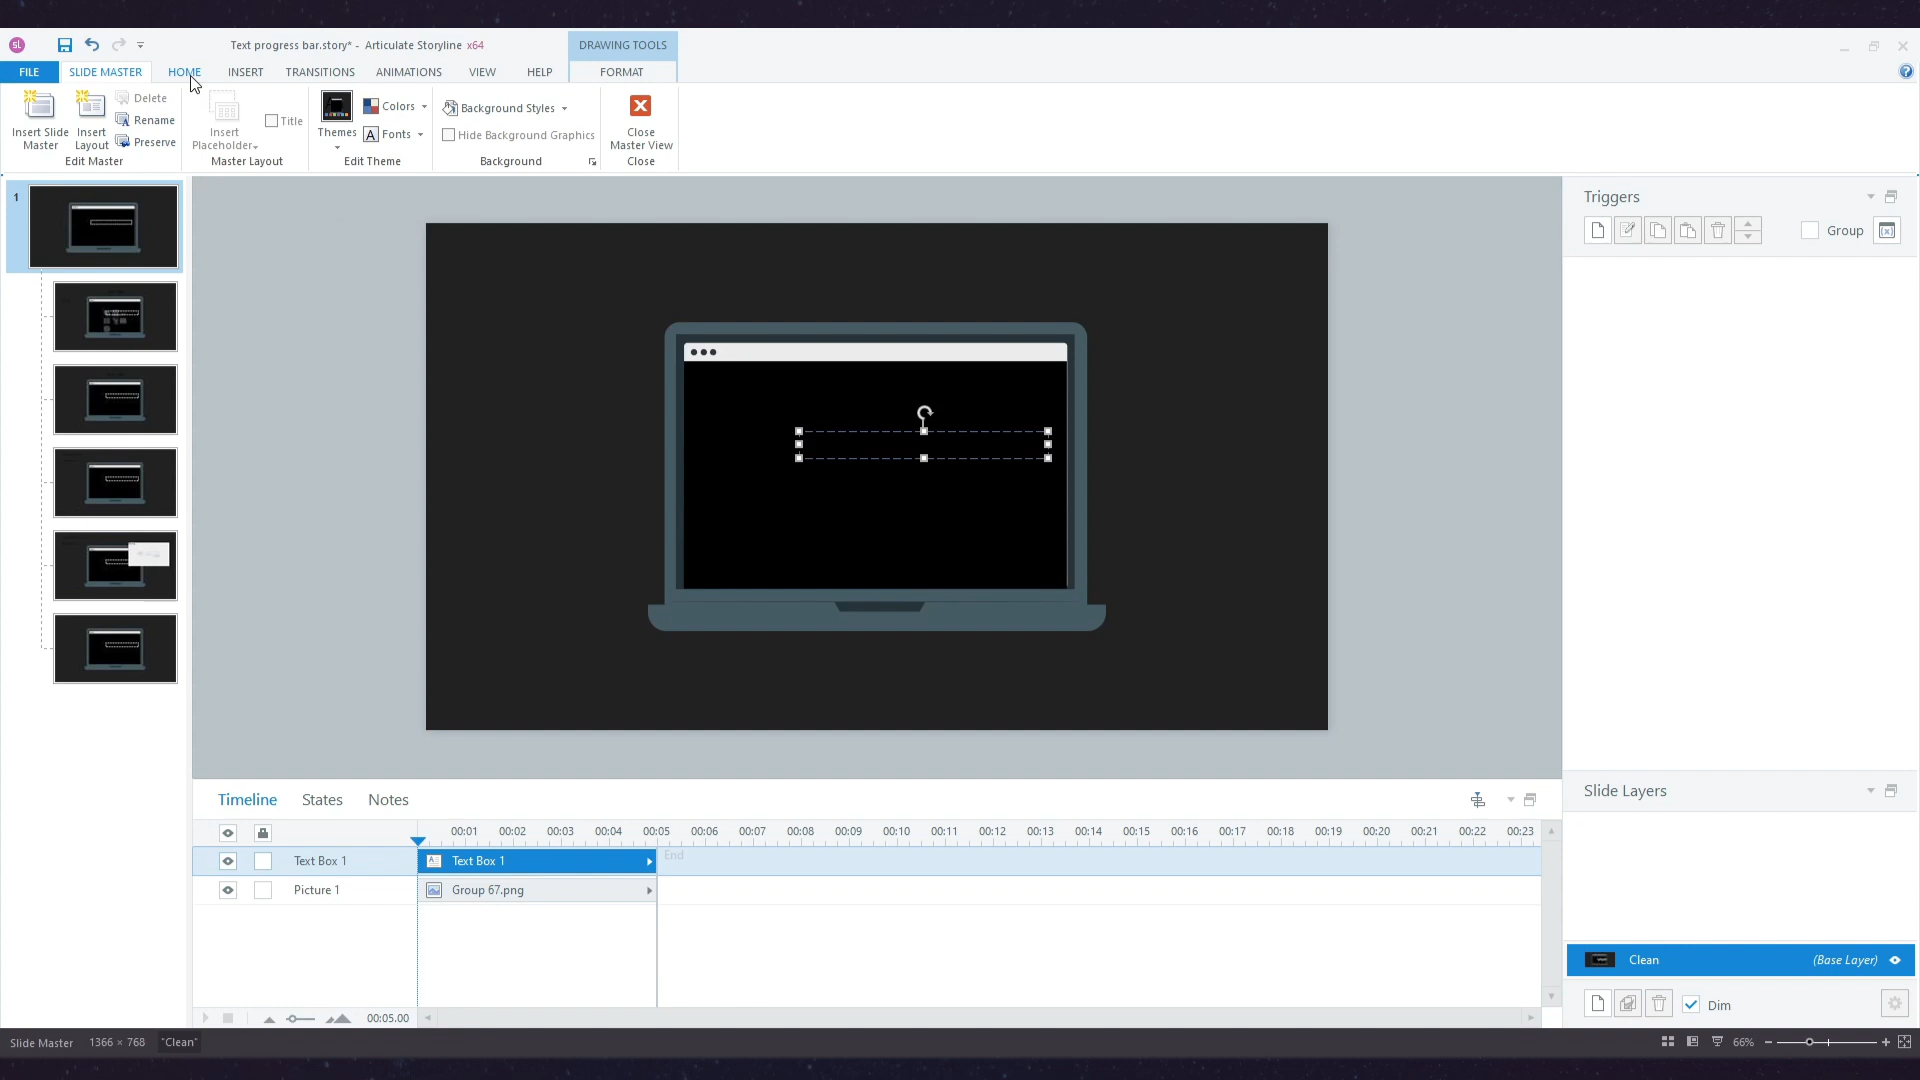 sl
Text progress bar.story* - Articulate Storyline x64
DRAWING TOOLS
FILE
SLIDE MASTER
HOME
INSERT
TRANSITIONS
ANIMATIONS
VIEW
HELP
FORMAT
Insert Slide Master
Insert Layout
Delete
Rename
Preserve
Edit Master
Insert Placeholder
Title
Master Layout
Themes
Colors
Fonts
Edit Theme
Background Styles
Hide Background Graphics
Background
Close Master View
Close
1
Triggers
Group
Timeline
States
Notes
00:01 00:02 00:03 00:04 00:05 00:06 00:07 00:08 00:09 00:10 00:11 00:12 00:13 00:14 00:15 00:16 00:17 00:18 00:19 00:20 00:21 00:22 00:23
Text Box 1
Text Box 1
End
Picture 1
Group 67.png
00:05.00
Slide Layers
Clean
(Base Layer)
Dim
Slide Master
1366 × 768
"Clean"
66%